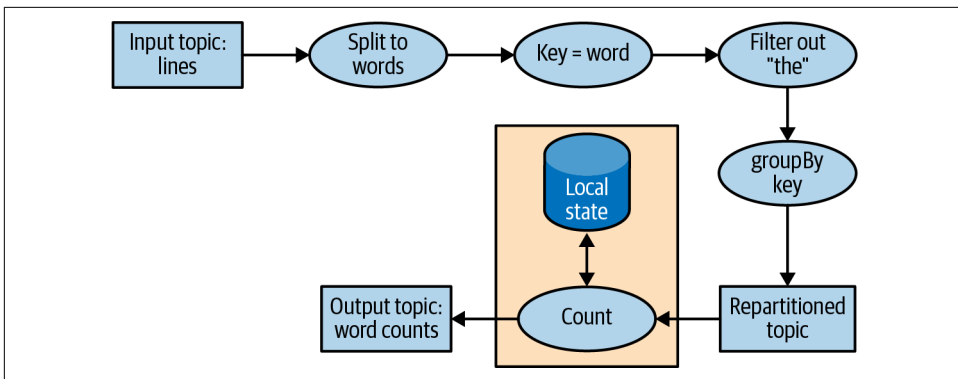 Input topic:
lines
Split to
words
Key = word
Filter out
"the"
groupBy
key
Local
state
Output topic:
word counts
Count
Repartitioned
topic